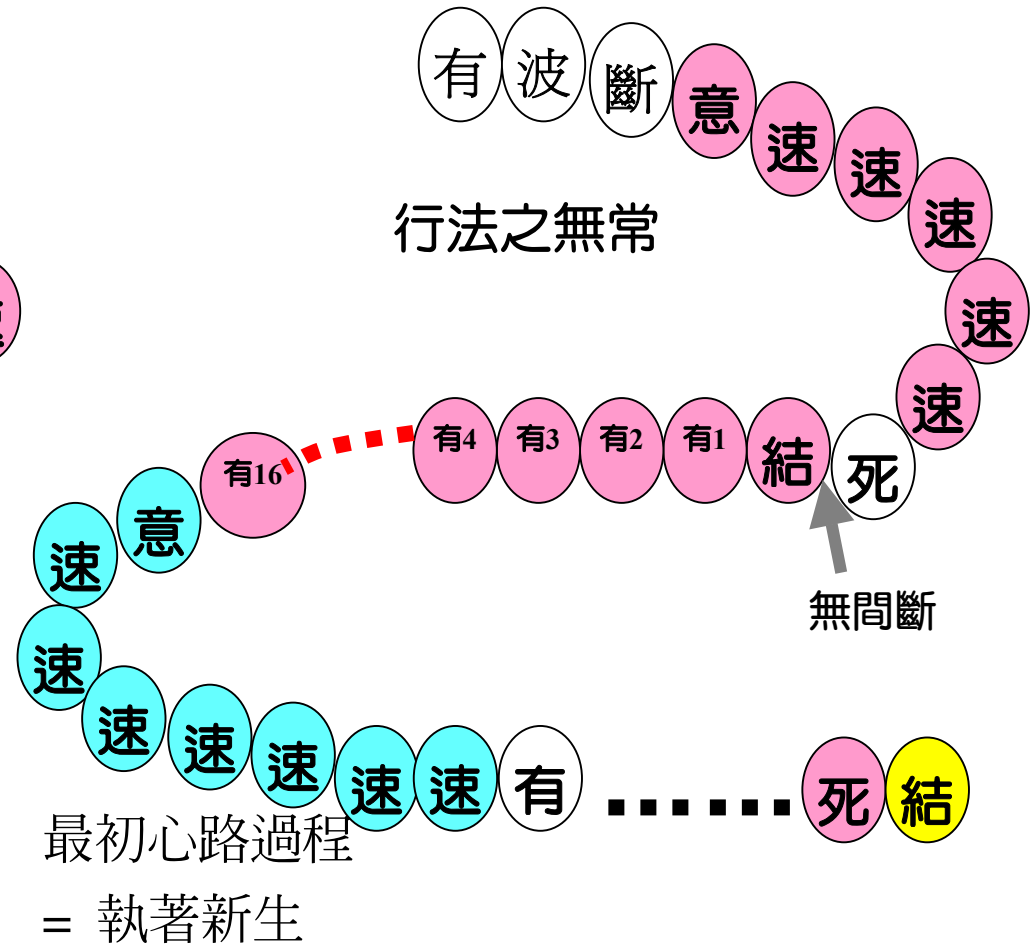 有 波 斷 意 速 速 速 速 速
行法之無常
死 結 有1 有2 有3 有4 有16
無間斷
意 速 速 速 速 速 速 速 有 死 結
最初心路過程
= 執著新生